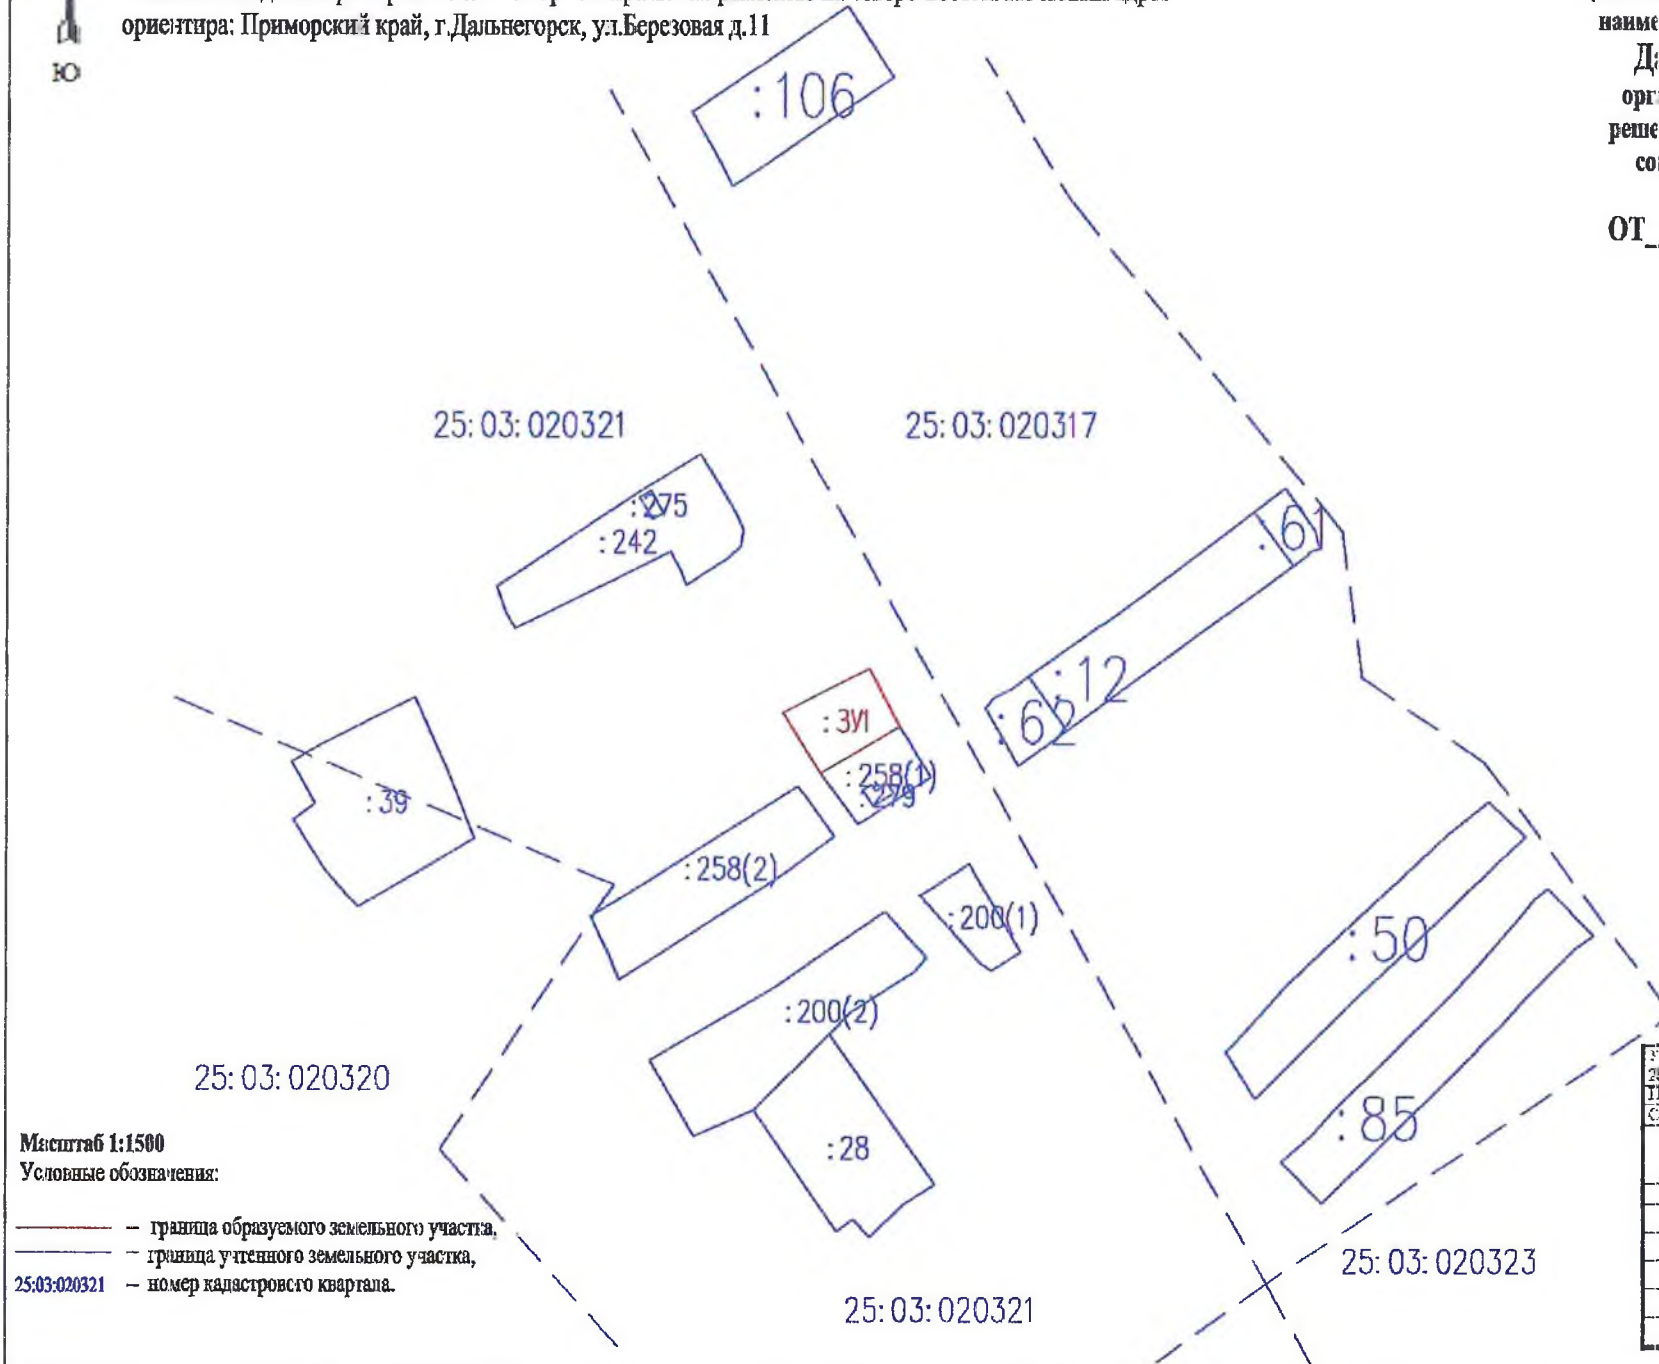 ориентира: Приморский край, г.Дальнегорск, ул.Березовая д.11
Ю
:106
25:03:020321
25:03:020317
:275
:242
:61
:12
:62
:ЗУ1
:258(1)
:279
:39
:258(2)
:200(1)
:50
:200(2)
25:03:020320
:85
:28
Масштаб 1:1500
Условные обозначения:
– граница образуемого земельного участка,
– граница учтенного земельного участка,
25:03:020321 – номер кадастрового квартала.
25:03:020323
25:03:020321
ОТ_